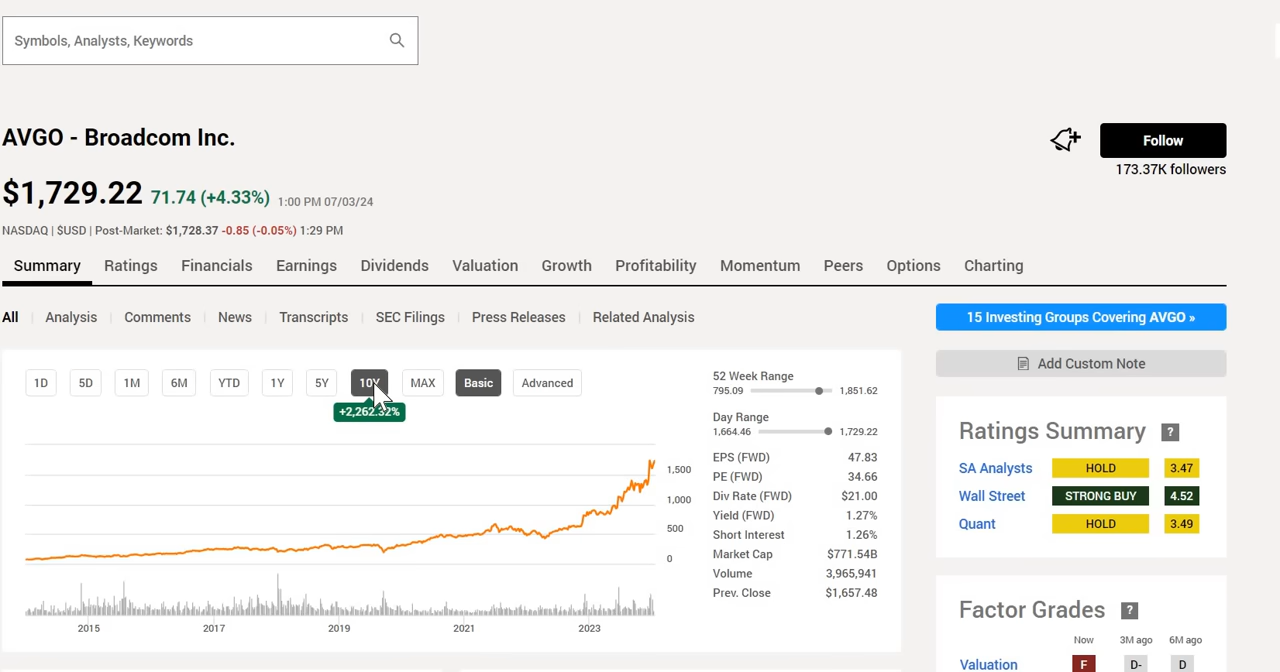 Symbols, Analysts, Keywords
AVGO - Broadcom Inc.
Follow
173.37K followers
$1,729.22 71.74 (+4.33%) 1:00 PM 07/03/24
NASDAQ | $USD | Post-Market: $1,728.37 -0.85 (-0.05%) 1:29 PM
Summary Ratings Financials Earnings Dividends Valuation Growth Profitability Momentum Peers Options Charting
All | Analysis | Comments | News | Transcripts | SEC Filings | Press Releases | Related Analysis
15 Investing Groups Covering AVGO »
Add Custom Note
1D 5D 1M 6M YTD 1Y 5Y 10Y MAX Basic Advanced
+2,262.32%
1,500
1,000
500
0
2015 2017 2019 2021 2023
52 Week Range
795.09 1,851.62
Day Range
1,664.46 1,729.22
EPS (FWD) 47.83
PE (FWD) 34.66
Div Rate (FWD) $21.00
Yield (FWD) 1.27%
Short Interest 1.26%
Market Cap $771.54B
Volume 3,965,941
Prev. Close $1,657.48
Ratings Summary ?
SA Analysts HOLD 3.47
Wall Street STRONG BUY 4.52
Quant HOLD 3.49
Factor Grades ?
Now 3M ago 6M ago
Valuation F D- D